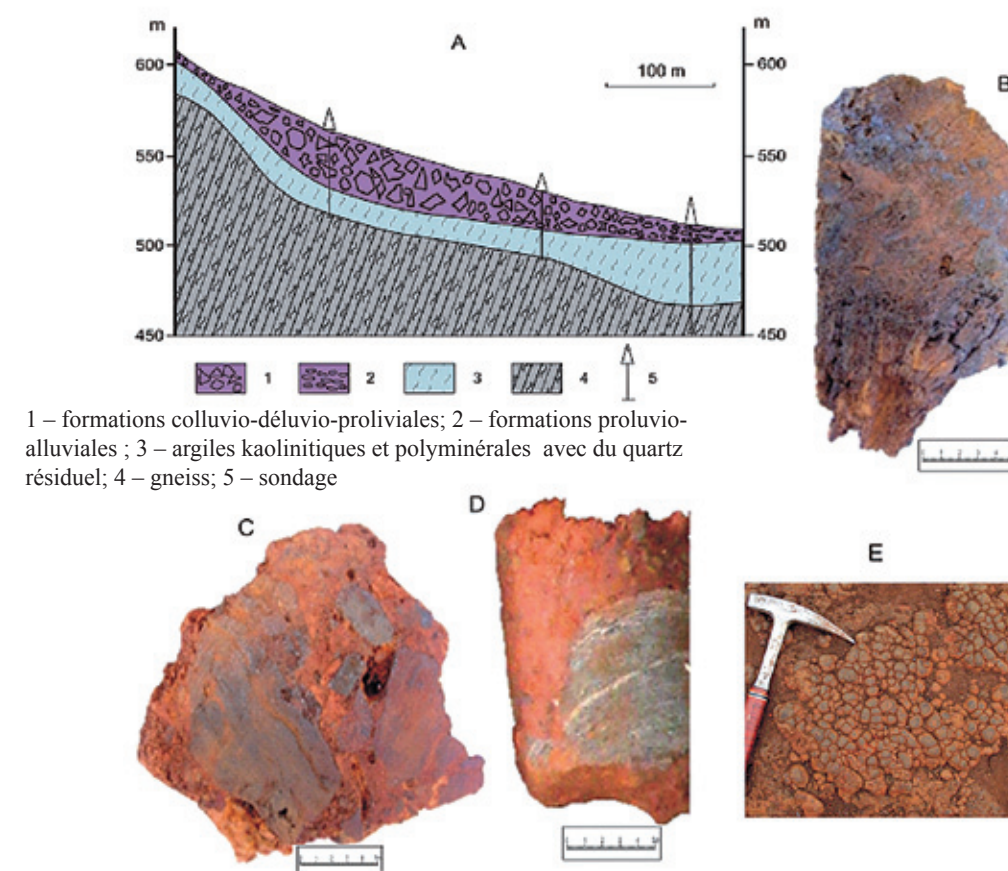 m
m
A
600
600
100 m
B
550
550
500
500
450
450
1
2
3
4
5
1 – formations colluvio-déluvio-proliviales; 2 – formations proluvio-
alluviales ; 3 – argiles kaolinitiques et polyminérales  avec du quartz
résiduel; 4 – gneiss; 5 – sondage
C
D
E